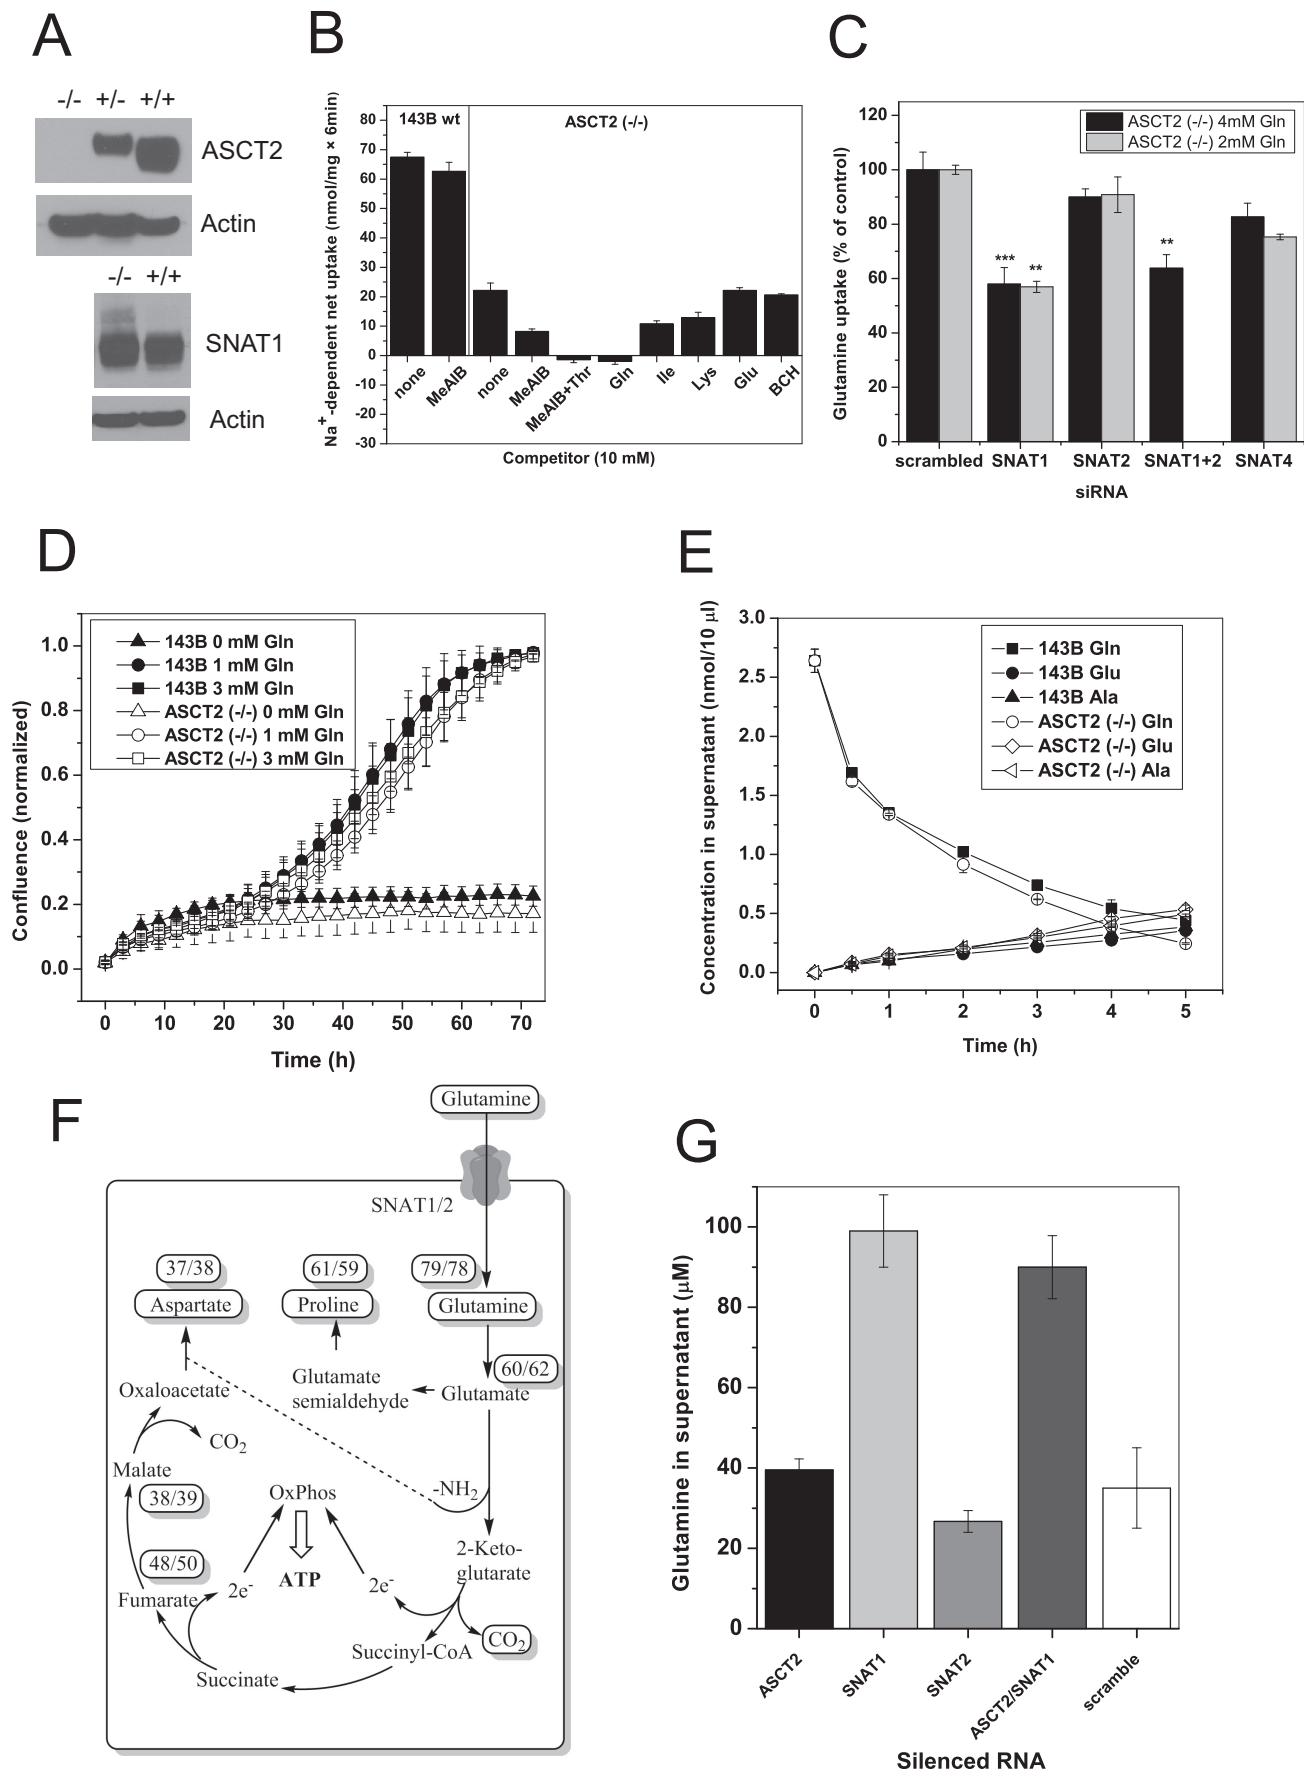 A
-/- +/- +/+
ASCT2
Actin
-/- +/+
SNAT1
Actin
B
Na+-dependent net uptake (nmol/mg × 6min)
80
70
60
50
40
30
20
10
0
-10
-20
-30
143B wt
ASCT2 (-/-)
none
MeAIB
none
MeAIB
MeAIB+Thr
Gln
Ile
Lys
Glu
BCH
Competitor (10 mM)
C
Glutamine uptake (% of control)
120
100
80
60
40
20
0
ASCT2 (-/-) 4mM Gln
ASCT2 (-/-) 2mM Gln
***
**
**
scrambled SNAT1 SNAT2 SNAT1+2 SNAT4
siRNA
D
Confluence (normalized)
1.0
0.8
0.6
0.4
0.2
0.0
143B 0 mM Gln
143B 1 mM Gln
143B 3 mM Gln
ASCT2 (-/-) 0 mM Gln
ASCT2 (-/-) 1 mM Gln
ASCT2 (-/-) 3 mM Gln
0 10 20 30 40 50 60 70
Time (h)
E
Concentration in supernatant (nmol/10 µl)
3.0
2.5
2.0
1.5
1.0
0.5
0.0
143B Gln
143B Glu
143B Ala
ASCT2 (-/-) Gln
ASCT2 (-/-) Glu
ASCT2 (-/-) Ala
0 1 2 3 4 5
Time (h)
F
Glutamine
SNAT1/2
37/38
61/59
79/78
Aspartate
Proline
Glutamine
60/62
Oxaloacetate
Glutamate
semialdehyde
Glutamate
CO2
Malate
38/39
OxPhos
-NH2
2-Keto-
glutarate
48/50
ATP
Fumarate
2e-
2e-
CO2
Succinyl-CoA
Succinate
G
Glutamine in supernatant (µM)
100
80
60
40
20
0
ASCT2
SNAT1
SNAT2
ASCT2/SNAT1
scramble
Silenced RNA